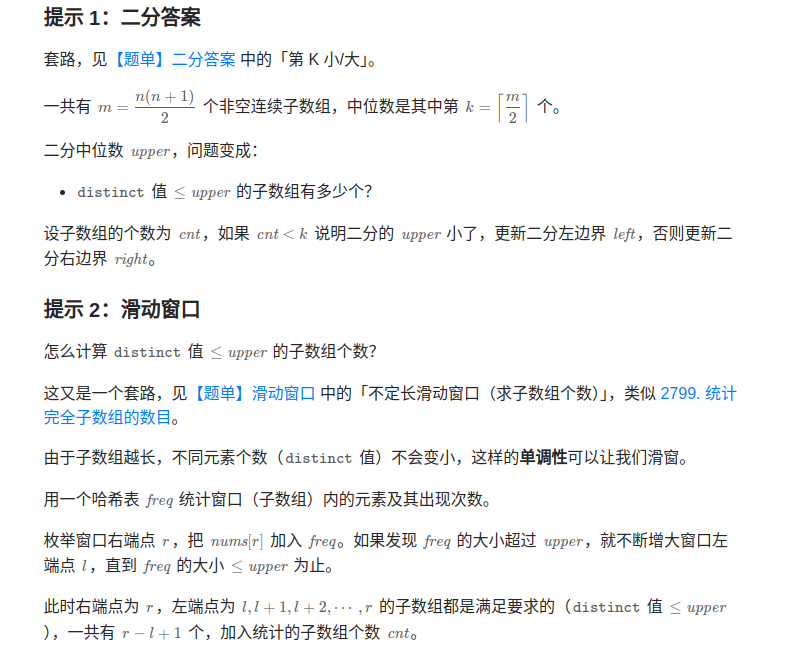 提示 1：二分答案
套路，见【题单】二分答案 中的「第 K 小/大」。
一共有 m = n(n + 1)/2 个非空连续子数组，中位数是其中第 k = ⌈m/2⌉ 个。
二分中位数 upper，问题变成：
• distinct 值 ≤ upper 的子数组有多少个？
设子数组的个数为 cnt，如果 cnt < k 说明二分的 upper 小了，更新二分左边界 left，否则更新二
分右边界 right。
提示 2：滑动窗口
怎么计算 distinct 值 ≤ upper 的子数组个数？
这又是一个套路，见【题单】滑动窗口 中的「不定长滑动窗口（求子数组个数）」，类似 2799. 统计
完全子数组的数目。
由于子数组越长，不同元素个数（distinct 值）不会变小，这样的单调性可以让我们滑窗。
用一个哈希表 freq 统计窗口（子数组）内的元素及其出现次数。
枚举窗口右端点 r，把 nums[r] 加入 freq。如果发现 freq 的大小超过 upper，就不断增大窗口左
端点 l，直到 freq 的大小 ≤ upper 为止。
此时右端点为 r，左端点为 l, l + 1, l + 2, ⋯ , r 的子数组都是满足要求的（distinct 值 ≤ upper
），一共有 r − l + 1 个，加入统计的子数组个数 cnt。